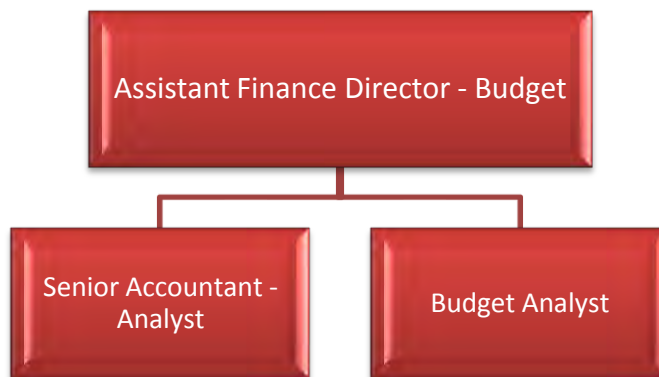 Assistant Finance Director - Budget
Senior Accountant -
Analyst
Budget Analyst